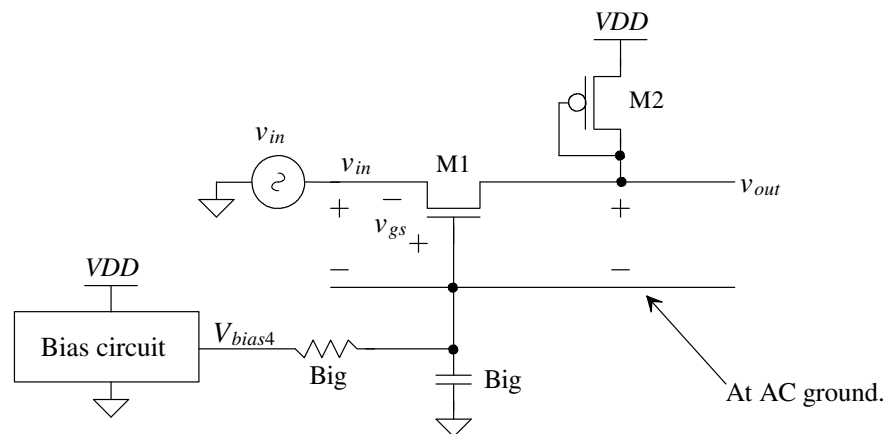 VDD
M2
v_in
v_in
M1
v_out
+
−
+
v_gs
+
−
−
VDD
Bias circuit
V_bias4
Big
Big
At AC ground.